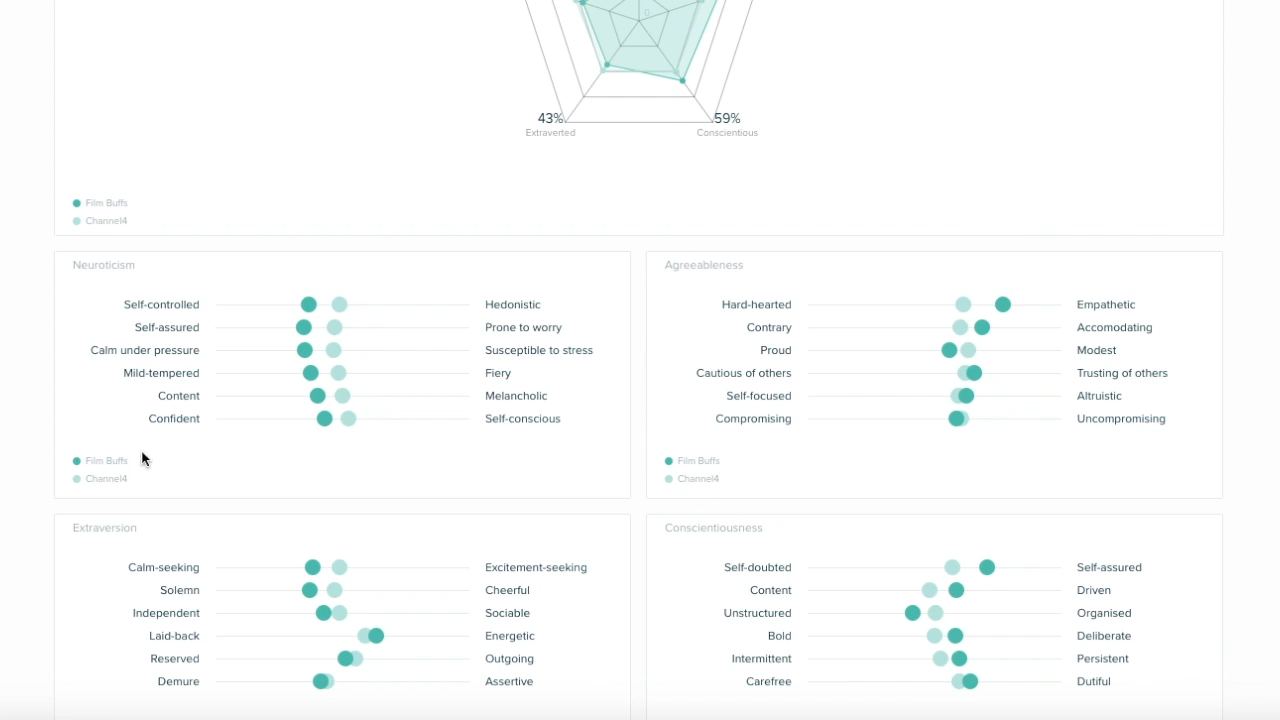 0
43%
59%
Extraverted
Conscientious
Film Buffs
Channel4
Neuroticism
Self-controlled Hedonistic
Self-assured Prone to worry
Calm under pressure Susceptible to stress
Mild-tempered Fiery
Content Melancholic
Confident Self-conscious
Film Buffs
Channel4
Agreeableness
Hard-hearted Empathetic
Contrary Accomodating
Proud Modest
Cautious of others Trusting of others
Self-focused Altruistic
Compromising Uncompromising
Film Buffs
Channel4
Extraversion
Calm-seeking Excitement-seeking
Solemn Cheerful
Independent Sociable
Laid-back Energetic
Reserved Outgoing
Demure Assertive
Conscientiousness
Self-doubted Self-assured
Content Driven
Unstructured Organised
Bold Deliberate
Intermittent Persistent
Carefree Dutiful